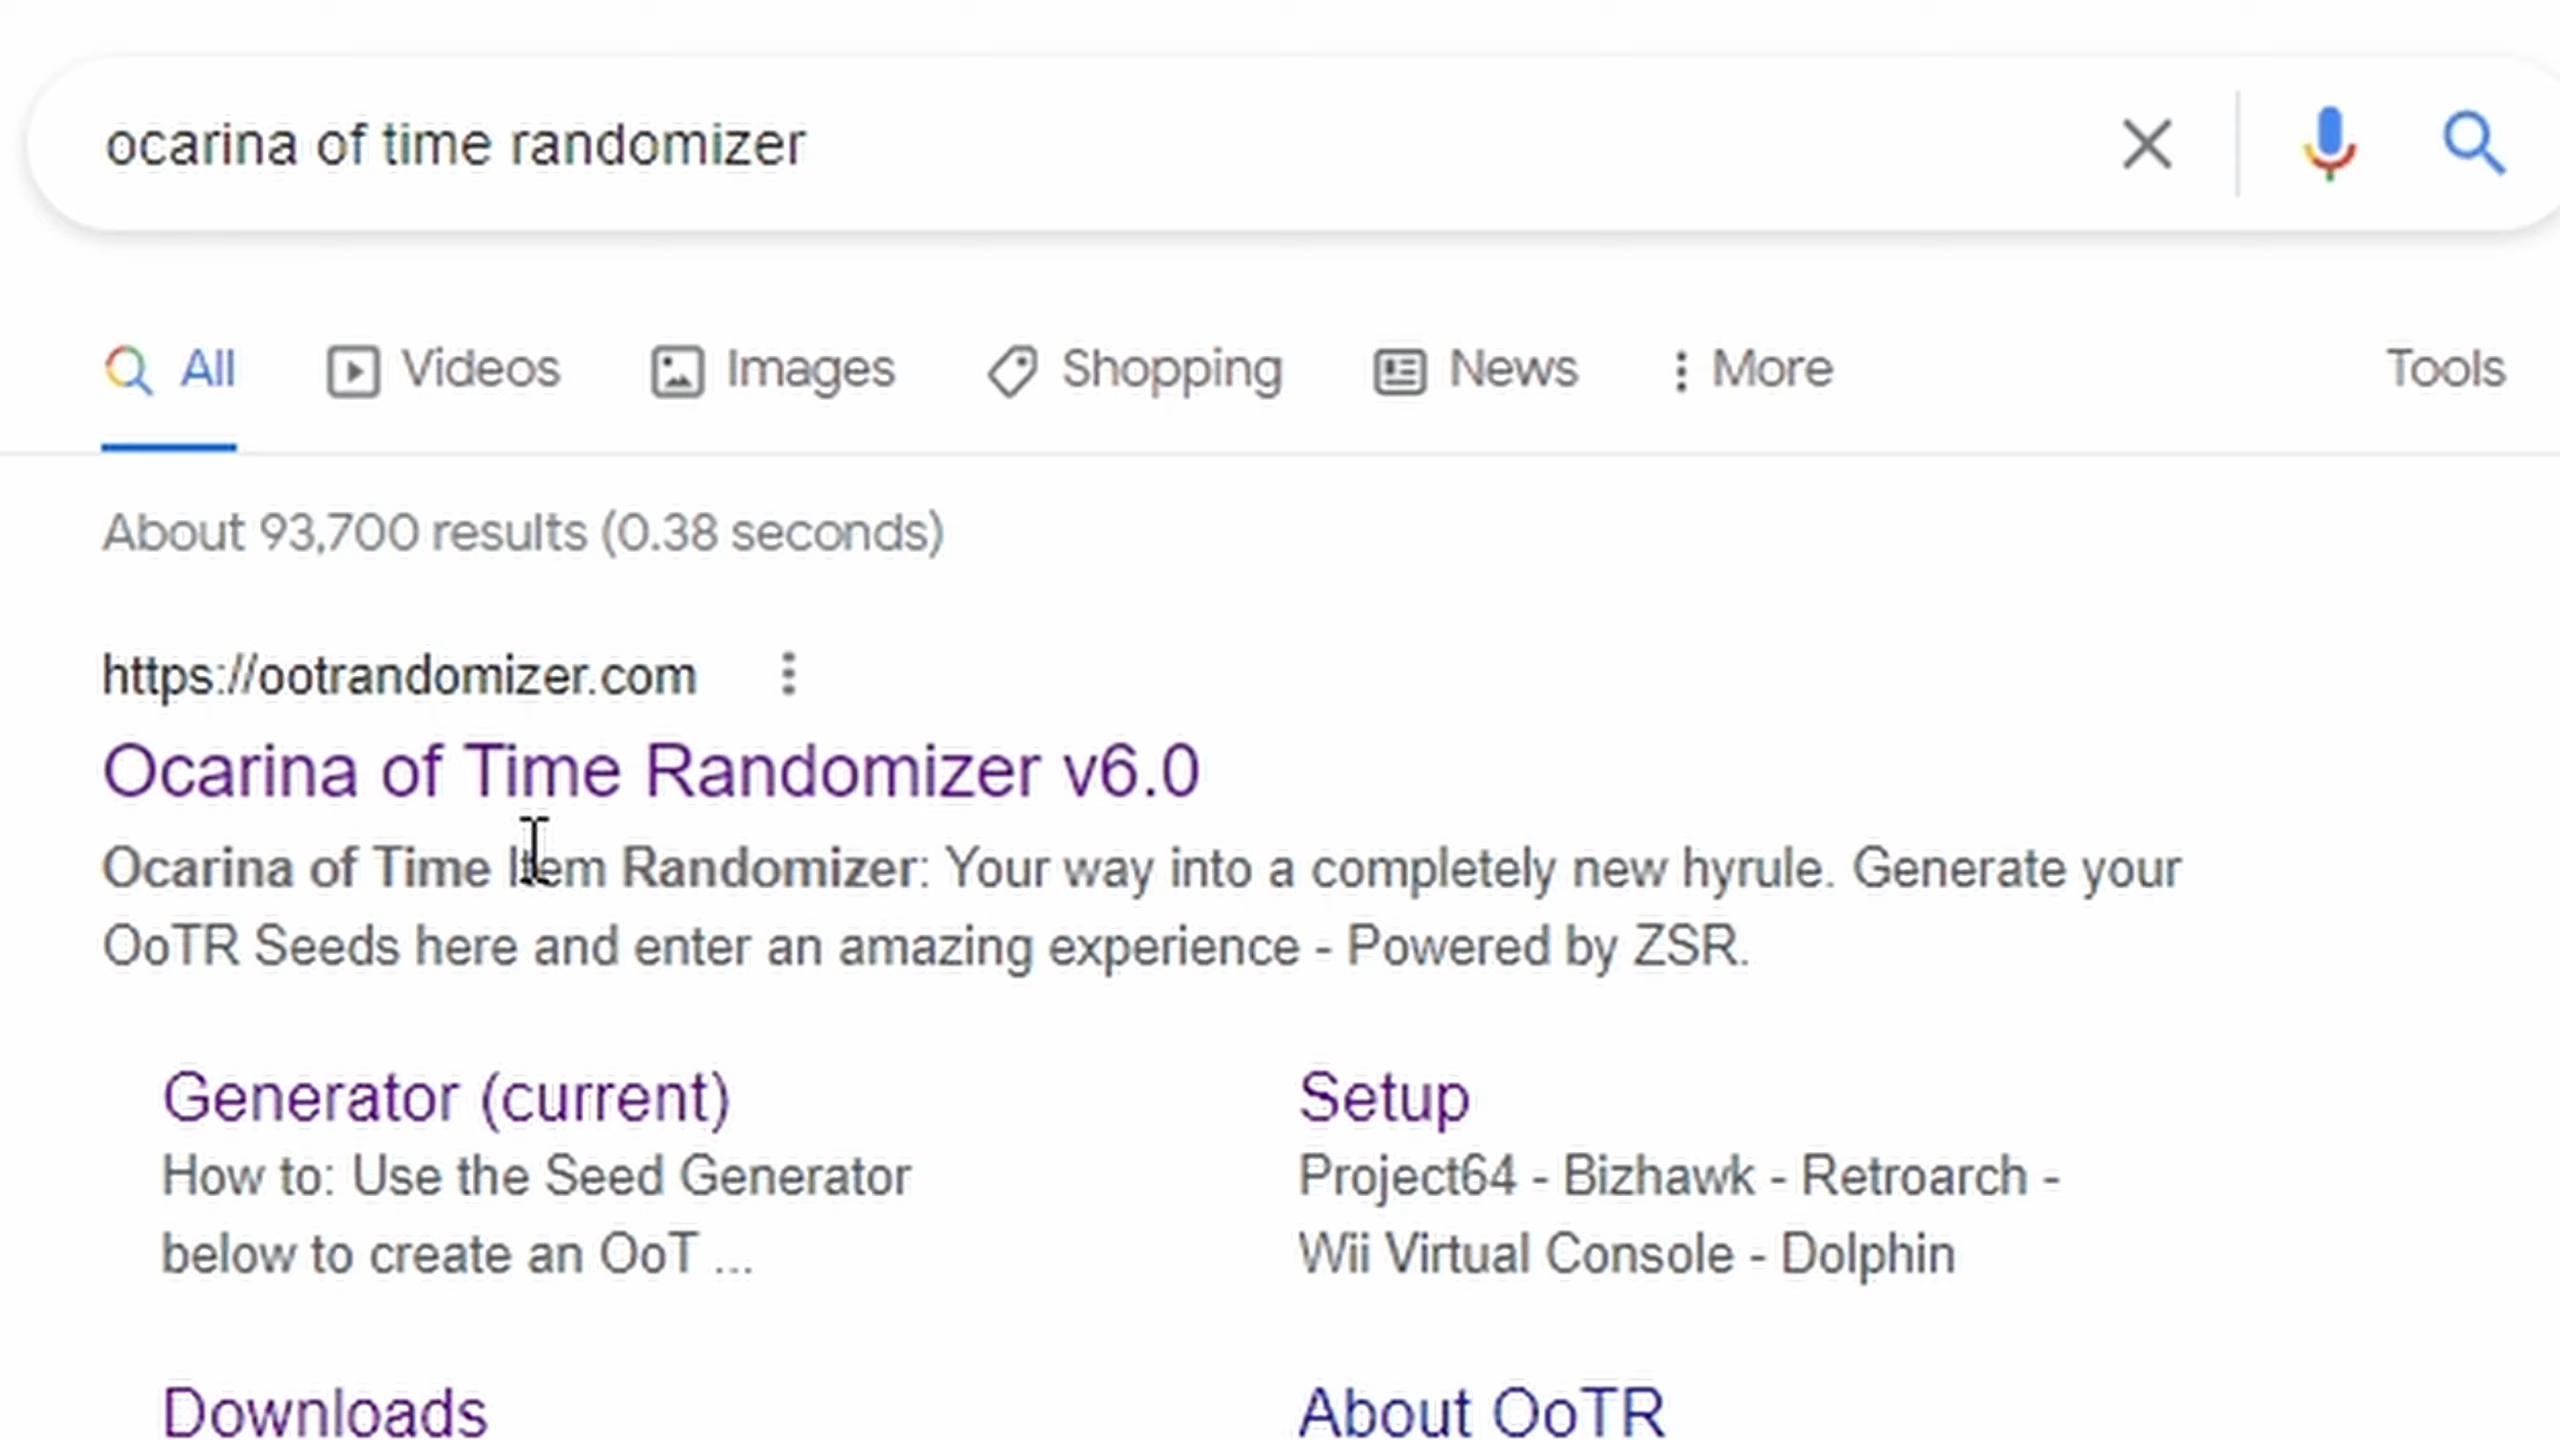 ocarina of time randomizer
All Videos Images Shopping News More Tools
About 93,700 results (0.38 seconds)
https://ootrandomizer.com
Ocarina of Time Randomizer v6.0
Ocarina of Time Item Randomizer: Your way into a completely new hyrule. Generate your
OoTR Seeds here and enter an amazing experience - Powered by ZSR.
Generator (current)
How to: Use the Seed Generator
below to create an OoT ...
Setup
Project64 - Bizhawk - Retroarch -
Wii Virtual Console - Dolphin
Downloads
About OoTR